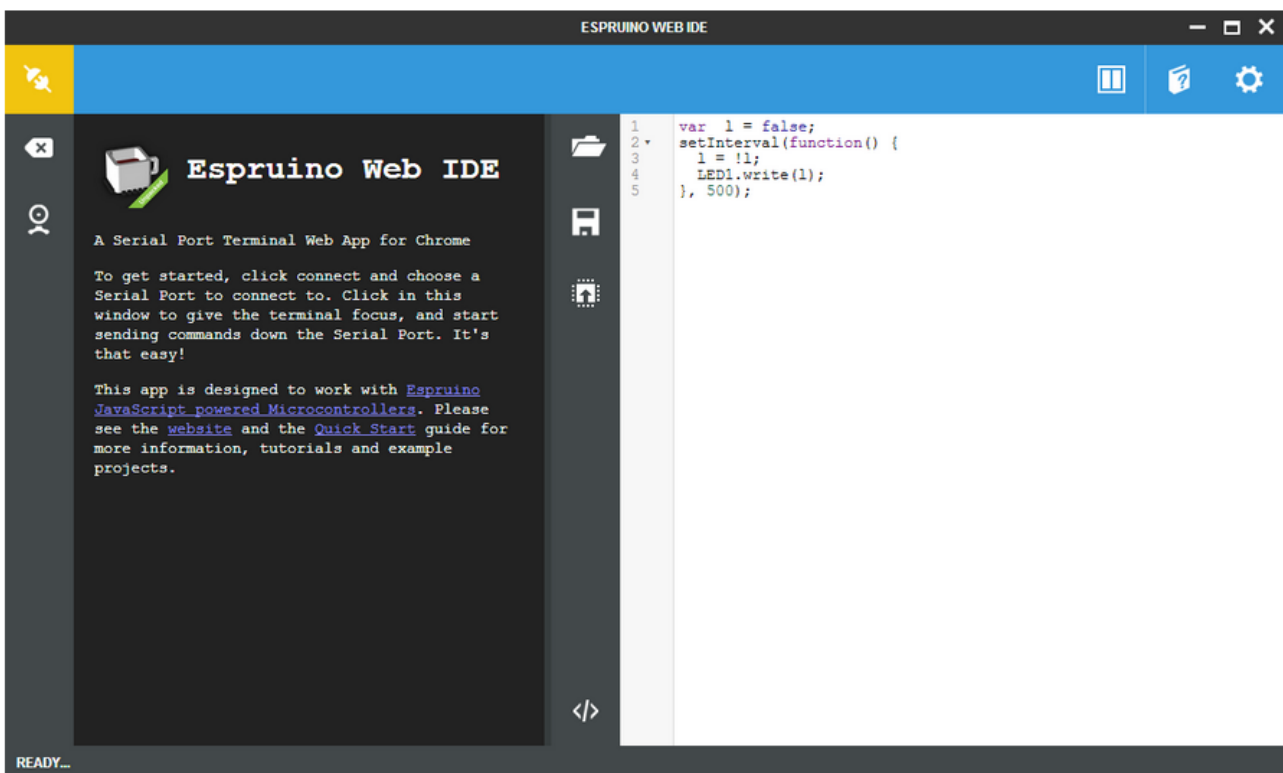 ESPRUINO WEB IDE
Espruino Web IDE
A Serial Port Terminal Web App for Chrome
To get started, click connect and choose a
Serial Port to connect to. Click in this
window to give the terminal focus, and start
sending commands down the Serial Port. It's
that easy!
This app is designed to work with Espruino
JavaScript powered Microcontrollers. Please
see the website and the Quick Start guide for
more information, tutorials and example
projects.
1 var l = false;
2 setInterval(function() {
3 l = !l;
4 LED1.write(l);
5 }, 500);
</>
READY...